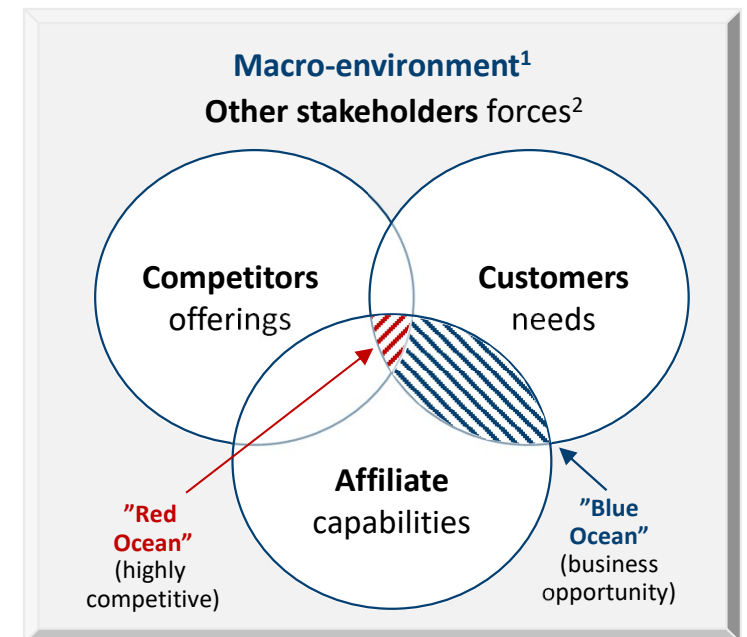 Macro-environment¹
Other stakeholders forces²
Competitors
offerings
Customers
needs
Affiliate
capabilities
”Red
Ocean”
(highly
competitive)
”Blue
Ocean”
(business
opportunity)